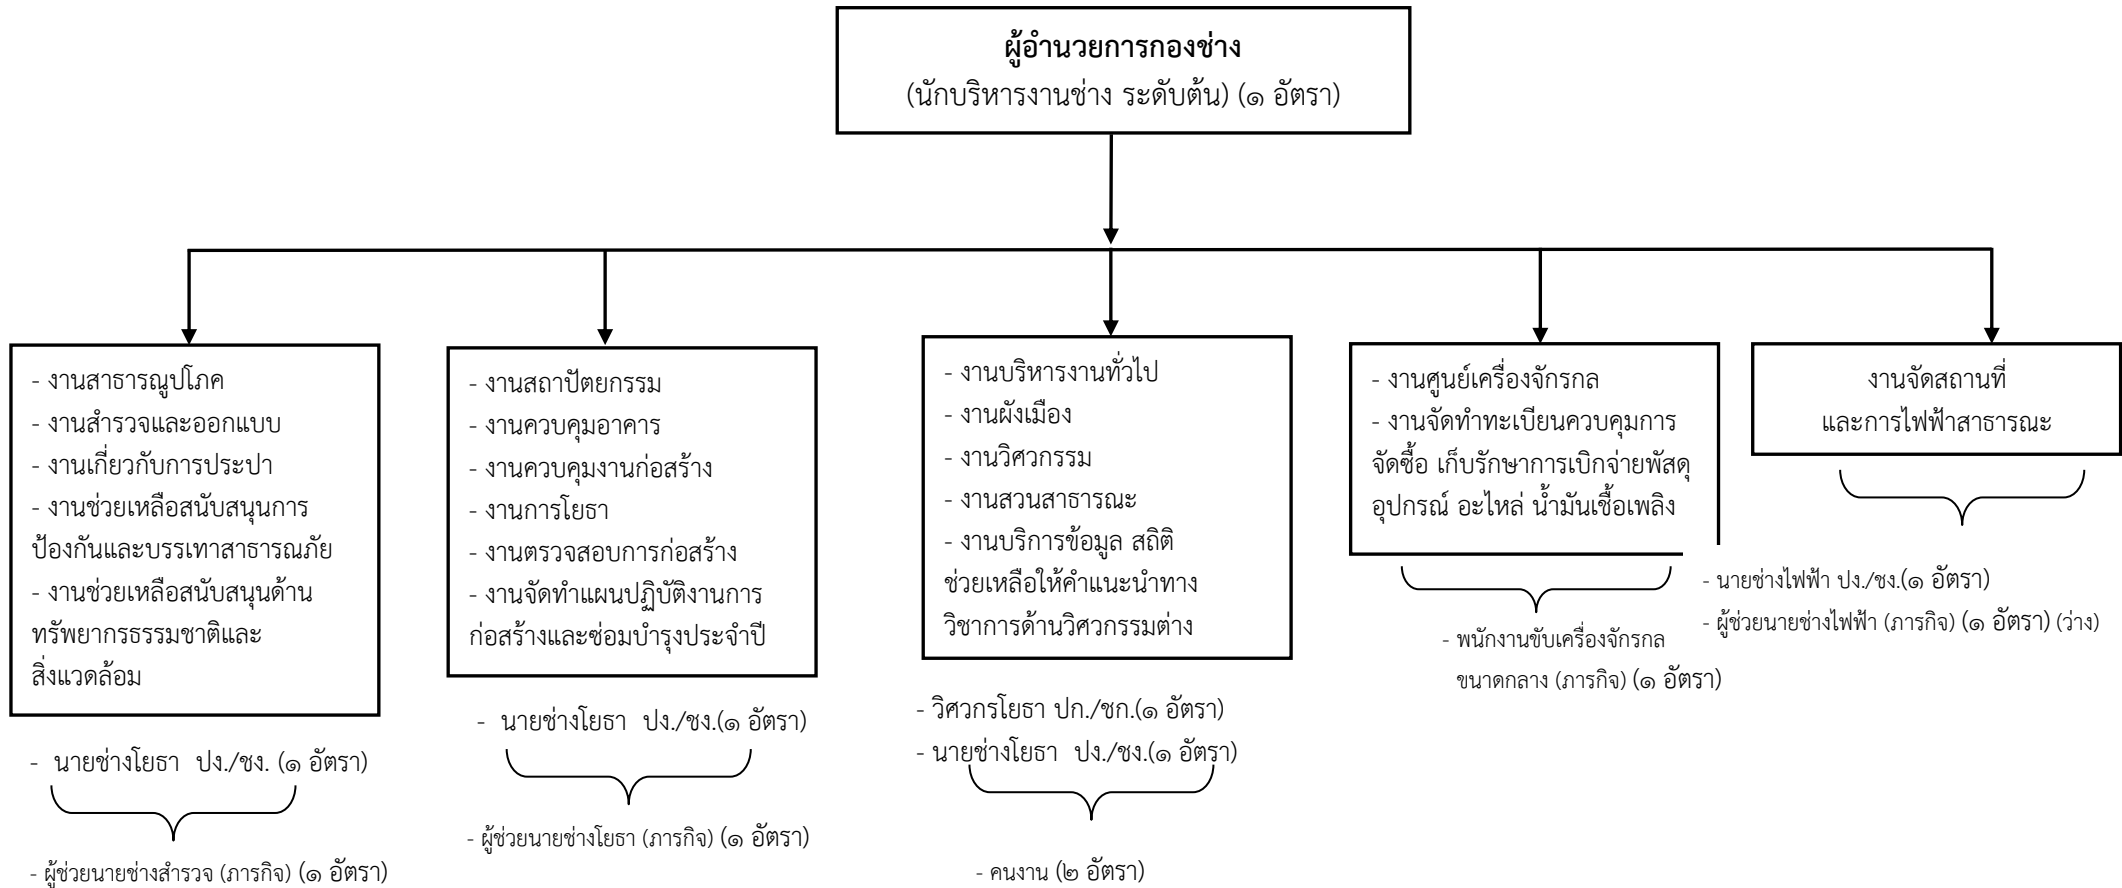 ผู้อำนวยการกองช่าง
(นักบริหารงานช่าง ระดับต้น) (๑ อัตรา)
- งานสาธารณูปโภค
- งานสำรวจและออกแบบ
- งานเกี่ยวกับการประปา
- งานช่วยเหลือสนับสนุนการ
ป้องกันและบรรเทาสาธารณภัย
- งานช่วยเหลือสนับสนุนด้าน
ทรัพยากรธรรมชาติและ
สิ่งแวดล้อม
- นายช่างโยธา ปง./ชง. (๑ อัตรา)
- ผู้ช่วยนายช่างสำรวจ (ภารกิจ) (๑ อัตรา)
- งานสถาปัตยกรรม
- งานควบคุมอาคาร
- งานควบคุมงานก่อสร้าง
- งานการโยธา
- งานตรวจสอบการก่อสร้าง
- งานจัดทำแผนปฏิบัติงานการ
ก่อสร้างและซ่อมบำรุงประจำปี
- นายช่างโยธา ปง./ชง.(๑ อัตรา)
- ผู้ช่วยนายช่างโยธา (ภารกิจ) (๑ อัตรา)
- งานบริหารงานทั่วไป
- งานผังเมือง
- งานวิศวกรรม
- งานสวนสาธารณะ
- งานบริการข้อมูล สถิติ
ช่วยเหลือให้คำแนะนำทาง
วิชาการด้านวิศวกรรมต่าง
- วิศวกรโยธา ปก./ชก.(๑ อัตรา)
- นายช่างโยธา ปง./ชง.(๑ อัตรา)
- คนงาน (๒ อัตรา)
- งานศูนย์เครื่องจักรกล
- งานจัดทำทะเบียนควบคุมการ
จัดซื้อ เก็บรักษาการเบิกจ่ายพัสดุ
อุปกรณ์ อะไหล่ น้ำมันเชื้อเพลิง
- พนักงานขับเครื่องจักรกล
ขนาดกลาง (ภารกิจ) (๑ อัตรา)
งานจัดสถานที่
และการไฟฟ้าสาธารณะ
- นายช่างไฟฟ้า ปง./ชง.(๑ อัตรา)
- ผู้ช่วยนายช่างไฟฟ้า (ภารกิจ) (๑ อัตรา) (ว่าง)